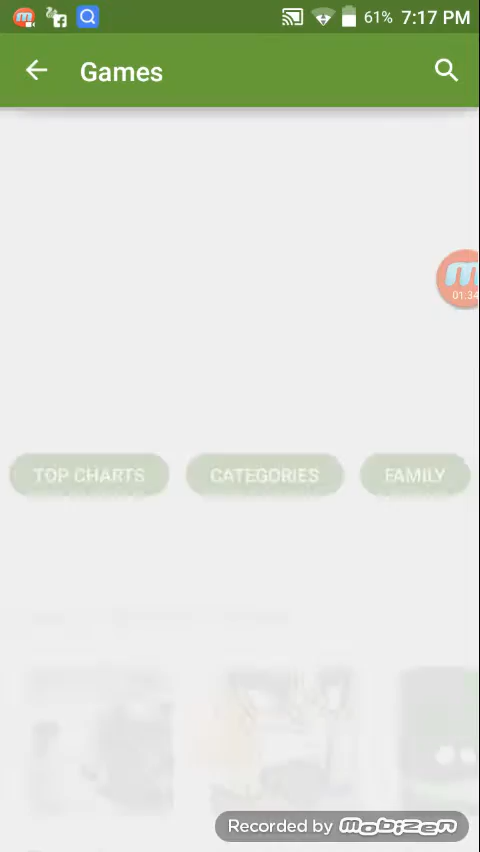 61% 7:17 PM
Games
01:34
TOP CHARTS CATEGORIES FAMILY
Recorded by mobizen